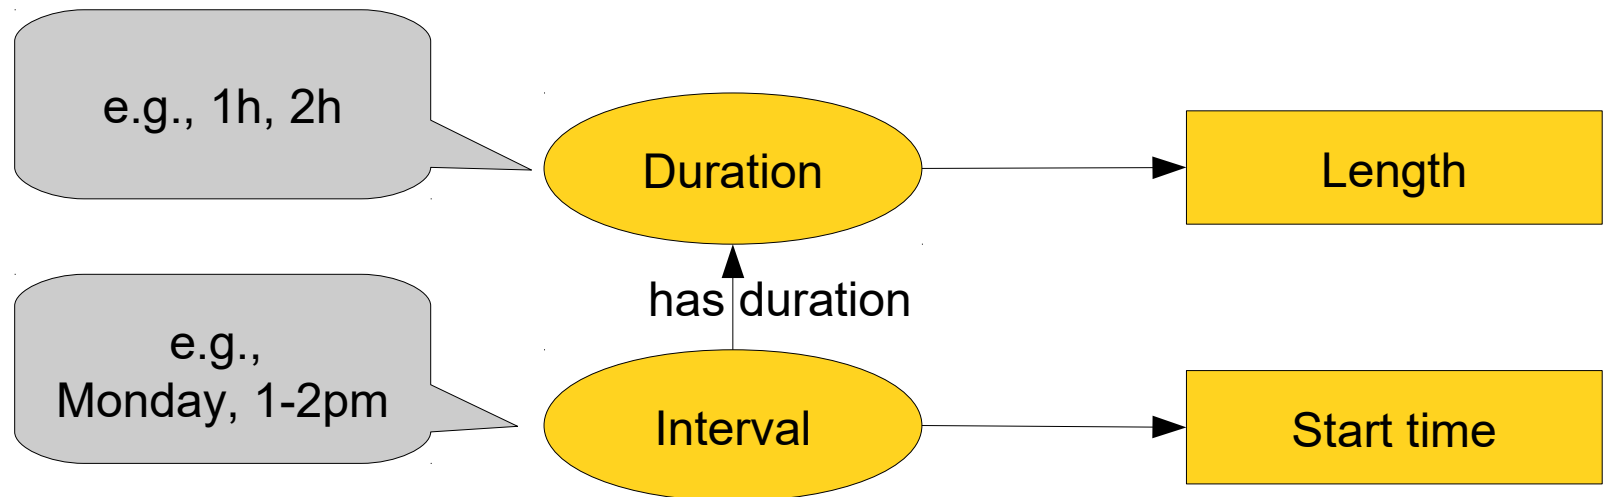 e.g., 1h, 2h
Duration
Length
has duration
e.g.,
Monday, 1-2pm
Interval
Start time